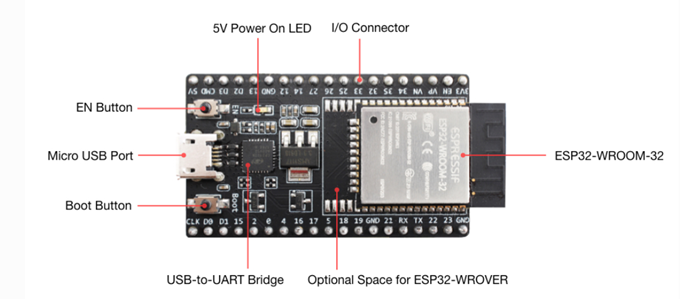 5V Power On LED
I/O Connector
EN Button
Micro USB Port
Boot Button
ESP32-WROOM-32
USB-to-UART Bridge
Optional Space for ESP32-WROVER
5V CMD D3 D2 13 GND 12 14 27 26 25 33 32 35 34 VN VP EN 3V3
EN
Boot
ESPRESSIF
ESP32-WROOM-32
CLK D0 D1 15 2 0 4 16 17 5 18 19 GND 21 RX TX 22 23 GND